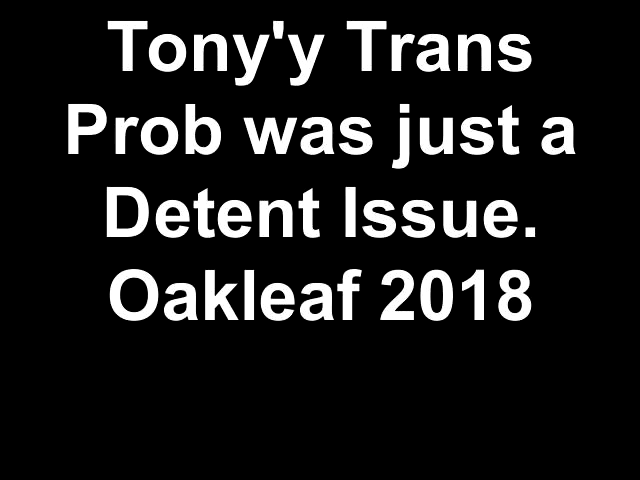 Tony'y Trans
Prob was just a
Detent Issue.
Oakleaf 2018